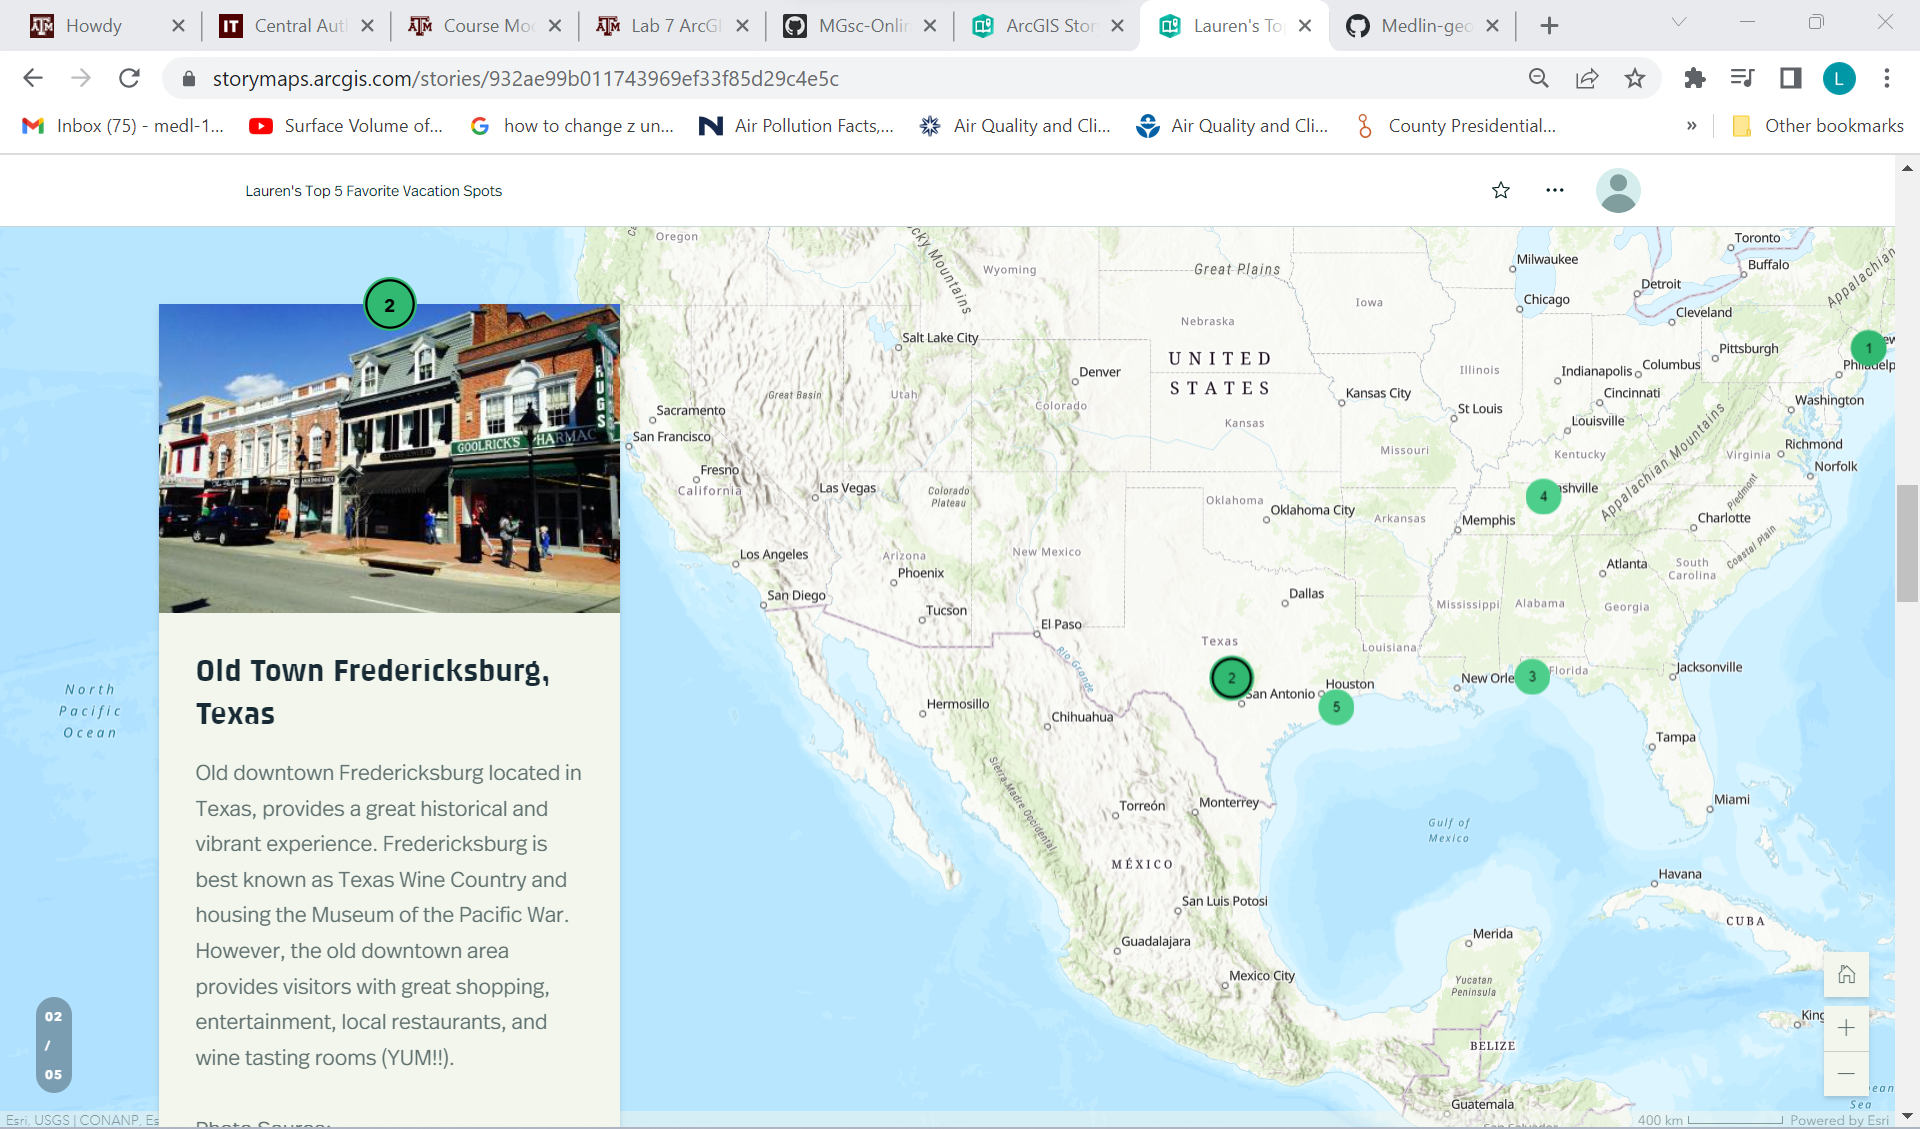 Howdy
Central Aut
Course Mo
Lab 7 ArcG
MGsc-Onlin
ArcGIS Stor
Lauren's To
Medlin-geo
storymaps.arcgis.com/stories/932ae99b011743969ef33f85d29c4e5c
L
Inbox (75) - medl-1...
Surface Volume of...
how to change z un...
Air Pollution Facts,...
Air Quality and Cli...
Air Quality and Cli...
County Presidential...
»
Other bookmarks
Lauren's Top 5 Favorite Vacation Spots
2
GOOLRICK'S PHARMAC
RUGS
Old Town Fredericksburg,
Texas
Old downtown Fredericksburg located in
Texas, provides a great historical and
vibrant experience. Fredericksburg is
best known as Texas Wine Country and
housing the Museum of the Pacific War.
However, the old downtown area
provides visitors with great shopping,
entertainment, local restaurants, and
wine tasting rooms (YUM!!).
Photo Source:
02
/
05
North
Pacific
Ocean
Oregon
Rocky Mountains
Wyoming
Great Plains
Milwaukee
Toronto
Buffalo
Appalachian
Detroit
Chicago
Iowa
Cleveland
Nebraska
Salt Lake City
UNITED
STATES
Pittsburgh
1
Philadelp
Denver
Illinois
Indianapolis
Columbus
Great Basin
Utah
Colorado
Kansas City
Cincinnati
Washington
Sacramento
St Louis
Louisville
San Francisco
Kansas
Missouri
Kentucky
Appalachian Mountains
Virginia
Richmond
Norfolk
Fresno
California
Las Vegas
Colorado
Plateau
Oklahoma
Oklahoma City
Arkansas
4
ashville
Piedmont
Memphis
Charlotte
Coastal Plain
Los Angeles
Arizona
New Mexico
Phoenix
Atlanta
South
Carolina
San Diego
Tucson
Dallas
Mississippi
Alabama
Georgia
El Paso
Texas
Louisiana
Rio Grande
2
San Antonio
Houston
5
New Orle
3
Florida
Jacksonville
Hermosillo
Chihuahua
Tampa
Sierra Madre Occidental
Torreón
Monterrey
Miami
Gulf of
Mexico
MÉXICO
Havana
San Luis Potosi
CUBA
Guadalajara
Merida
Mexico City
Yucatan
Peninsula
King
BELIZE
Guatemala
San Salvador
ean
Sea
Esri, USGS | CONANP, Es
400 km
Powered by Esri